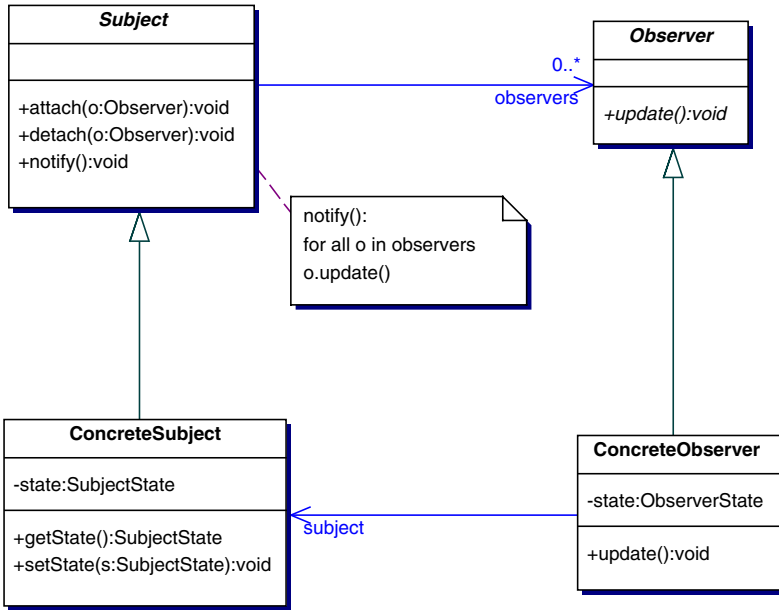 Subject
+attach(o:Observer):void
+detach(o:Observer):void
+notify():void
0..*
observers
Observer
+update():void
notify():
for all o in observers
o.update()
ConcreteSubject
-state:SubjectState
+getState():SubjectState
+setState(s:SubjectState):void
subject
ConcreteObserver
-state:ObserverState
+update():void